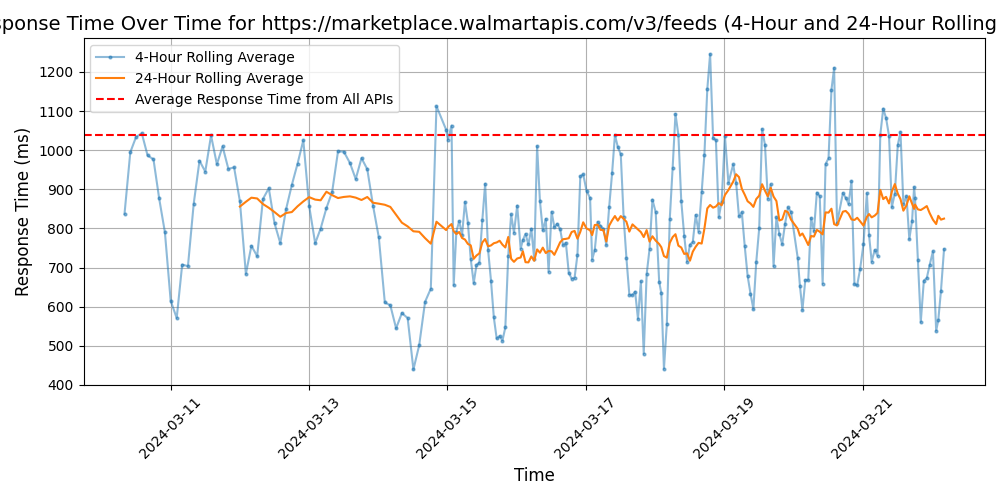 sponse Time Over Time for https://marketplace.walmartapis.com/v3/feeds (4-Hour and 24-Hour Rolling
4-Hour Rolling Average
24-Hour Rolling Average
Average Response Time from All APIs
Response Time (ms)
1200
1100
1000
900
800
700
600
500
400
2024-03-11
2024-03-13
2024-03-15
2024-03-17
2024-03-19
2024-03-21
Time